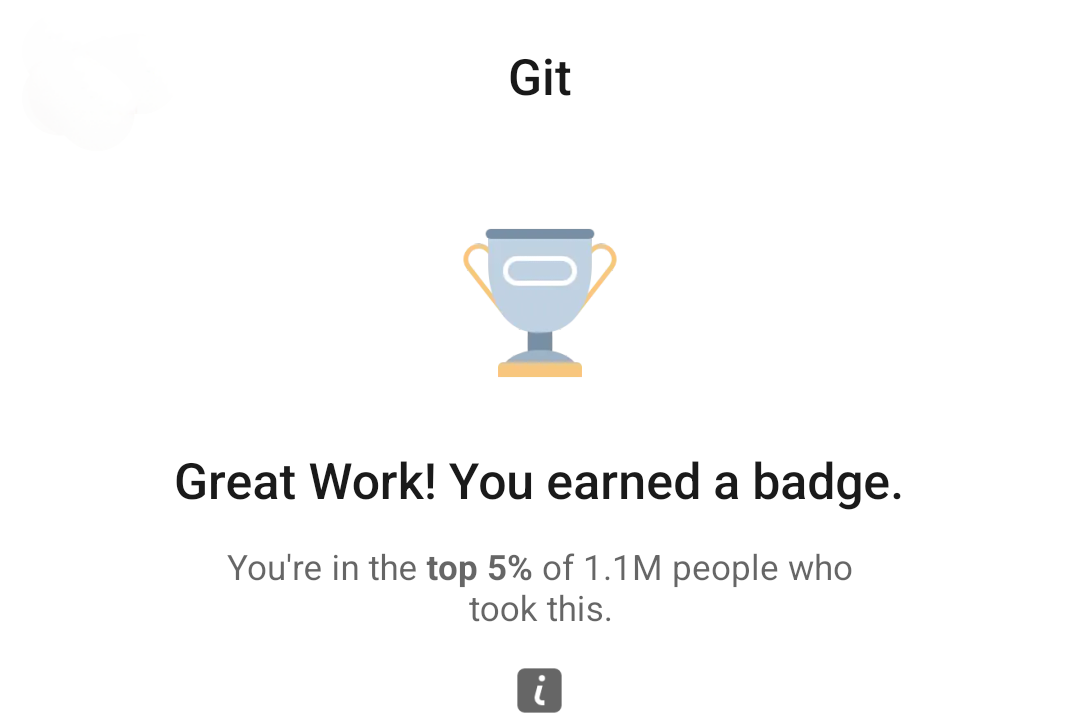 Git
Great Work! You earned a badge.
You're in the top 5% of 1.1M people who
took this.
i